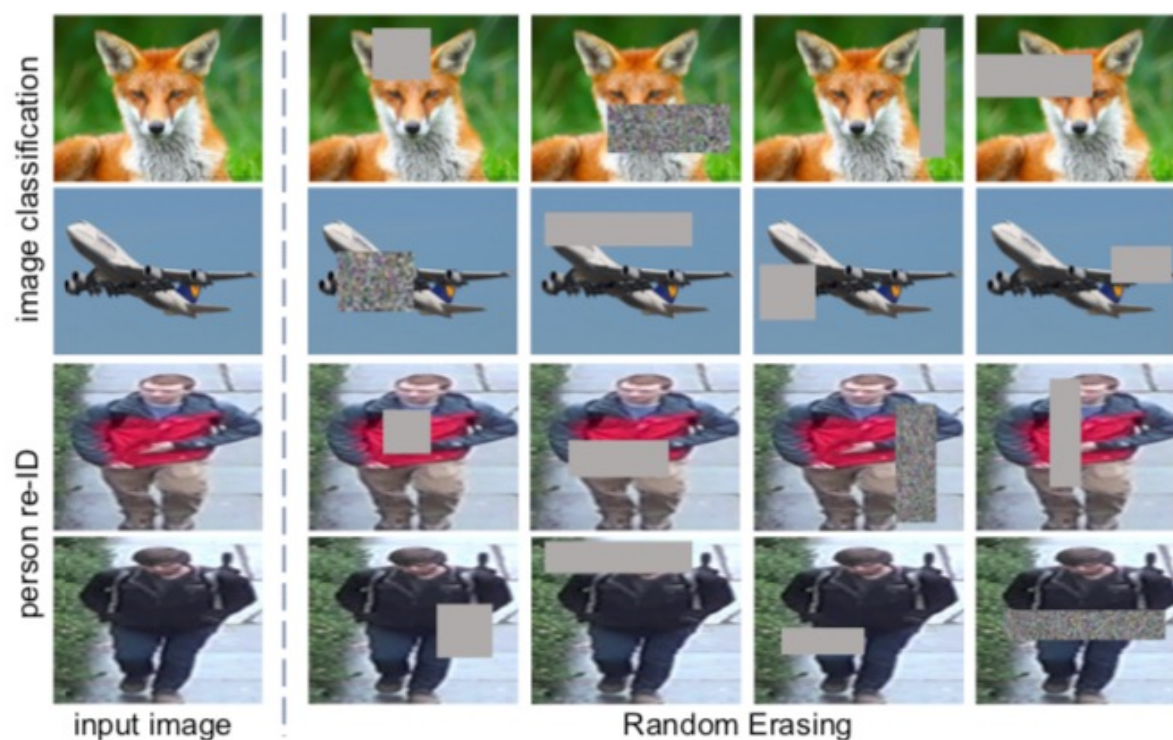 image classification
person re-ID
input image
Random Erasing